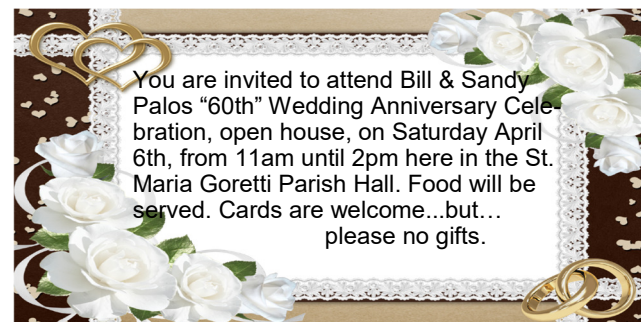 You are invited to attend Bill & Sandy
Palos “60th” Wedding Anniversary Cele-
bration, open house, on Saturday April
6th, from 11am until 2pm here in the St.
Maria Goretti Parish Hall. Food will be
served. Cards are welcome...but…
please no gifts.